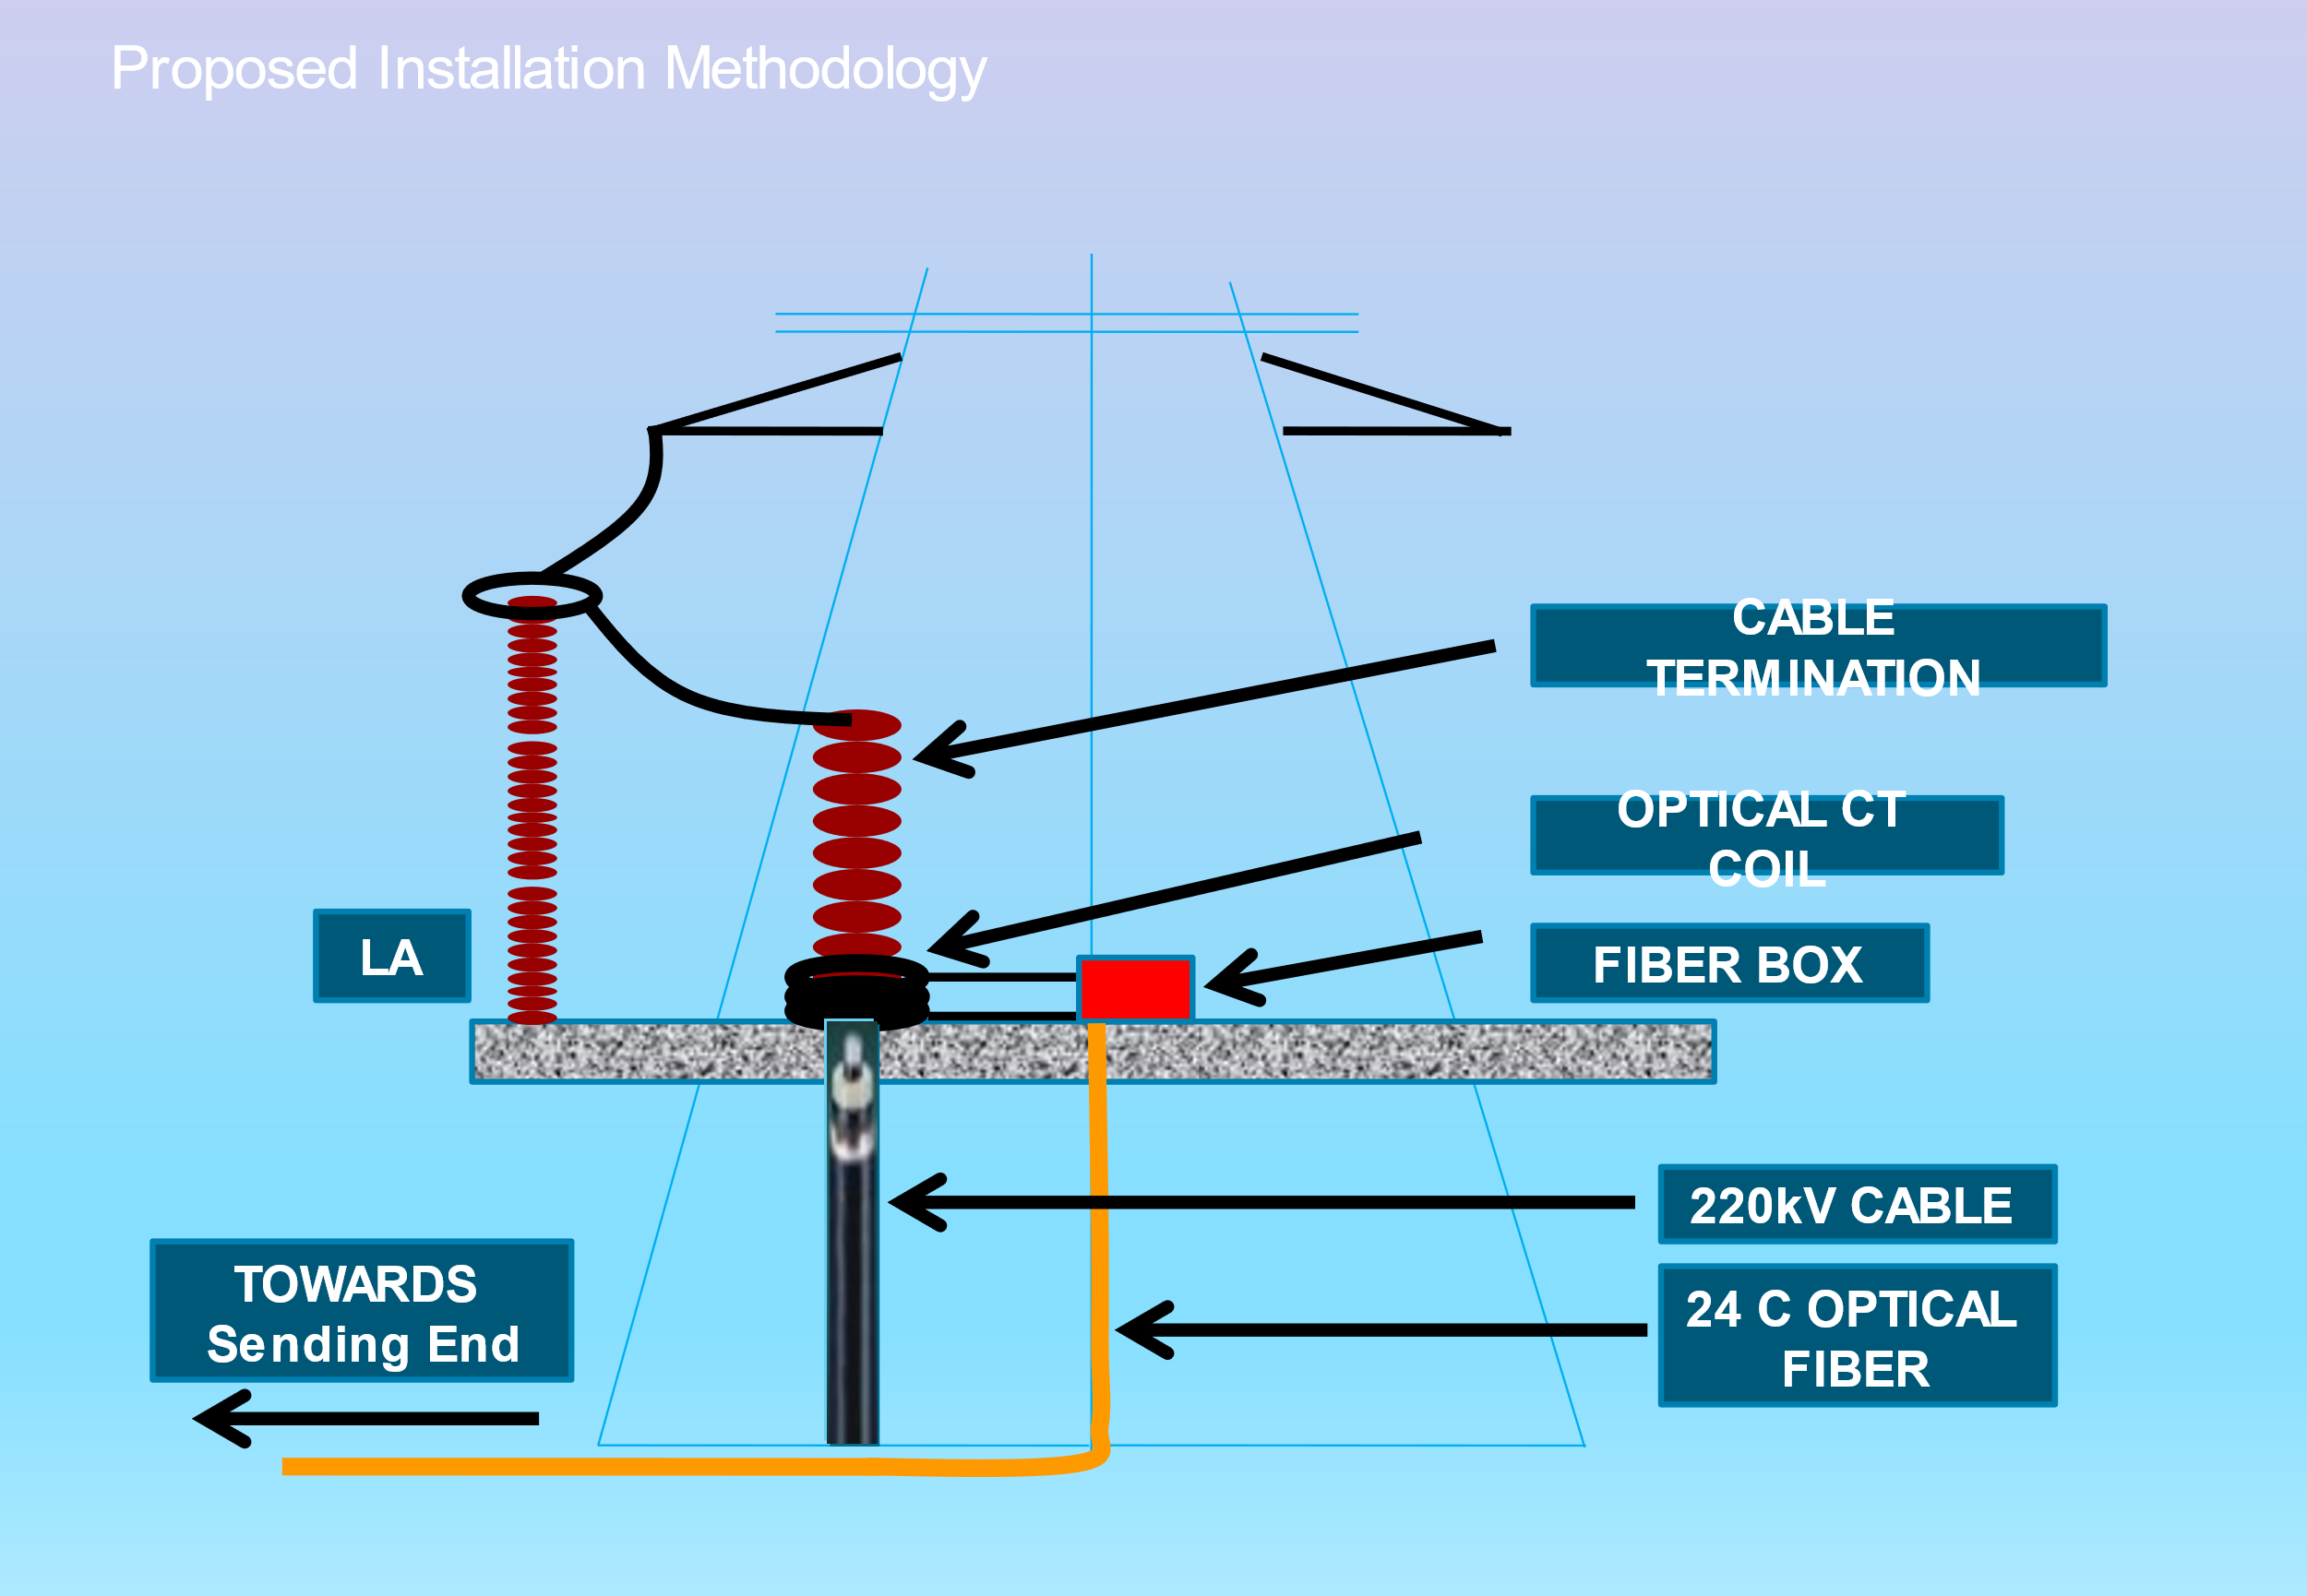 Proposed Installation Methodology
CABLE
TERMINATION
OPTICAL CT
COIL
LA
FIBER BOX
220kV CABLE
TOWARDS
Sending End
24 C OPTICAL
FIBER